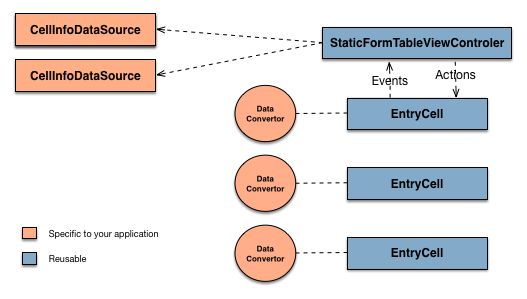 CellInfoDataSource
StaticFormTableViewControler
CellInfoDataSource
Events
Actions
Data
Convertor
EntryCell
Data
Convertor
EntryCell
Data
Convertor
EntryCell
Specific to your application
Reusable